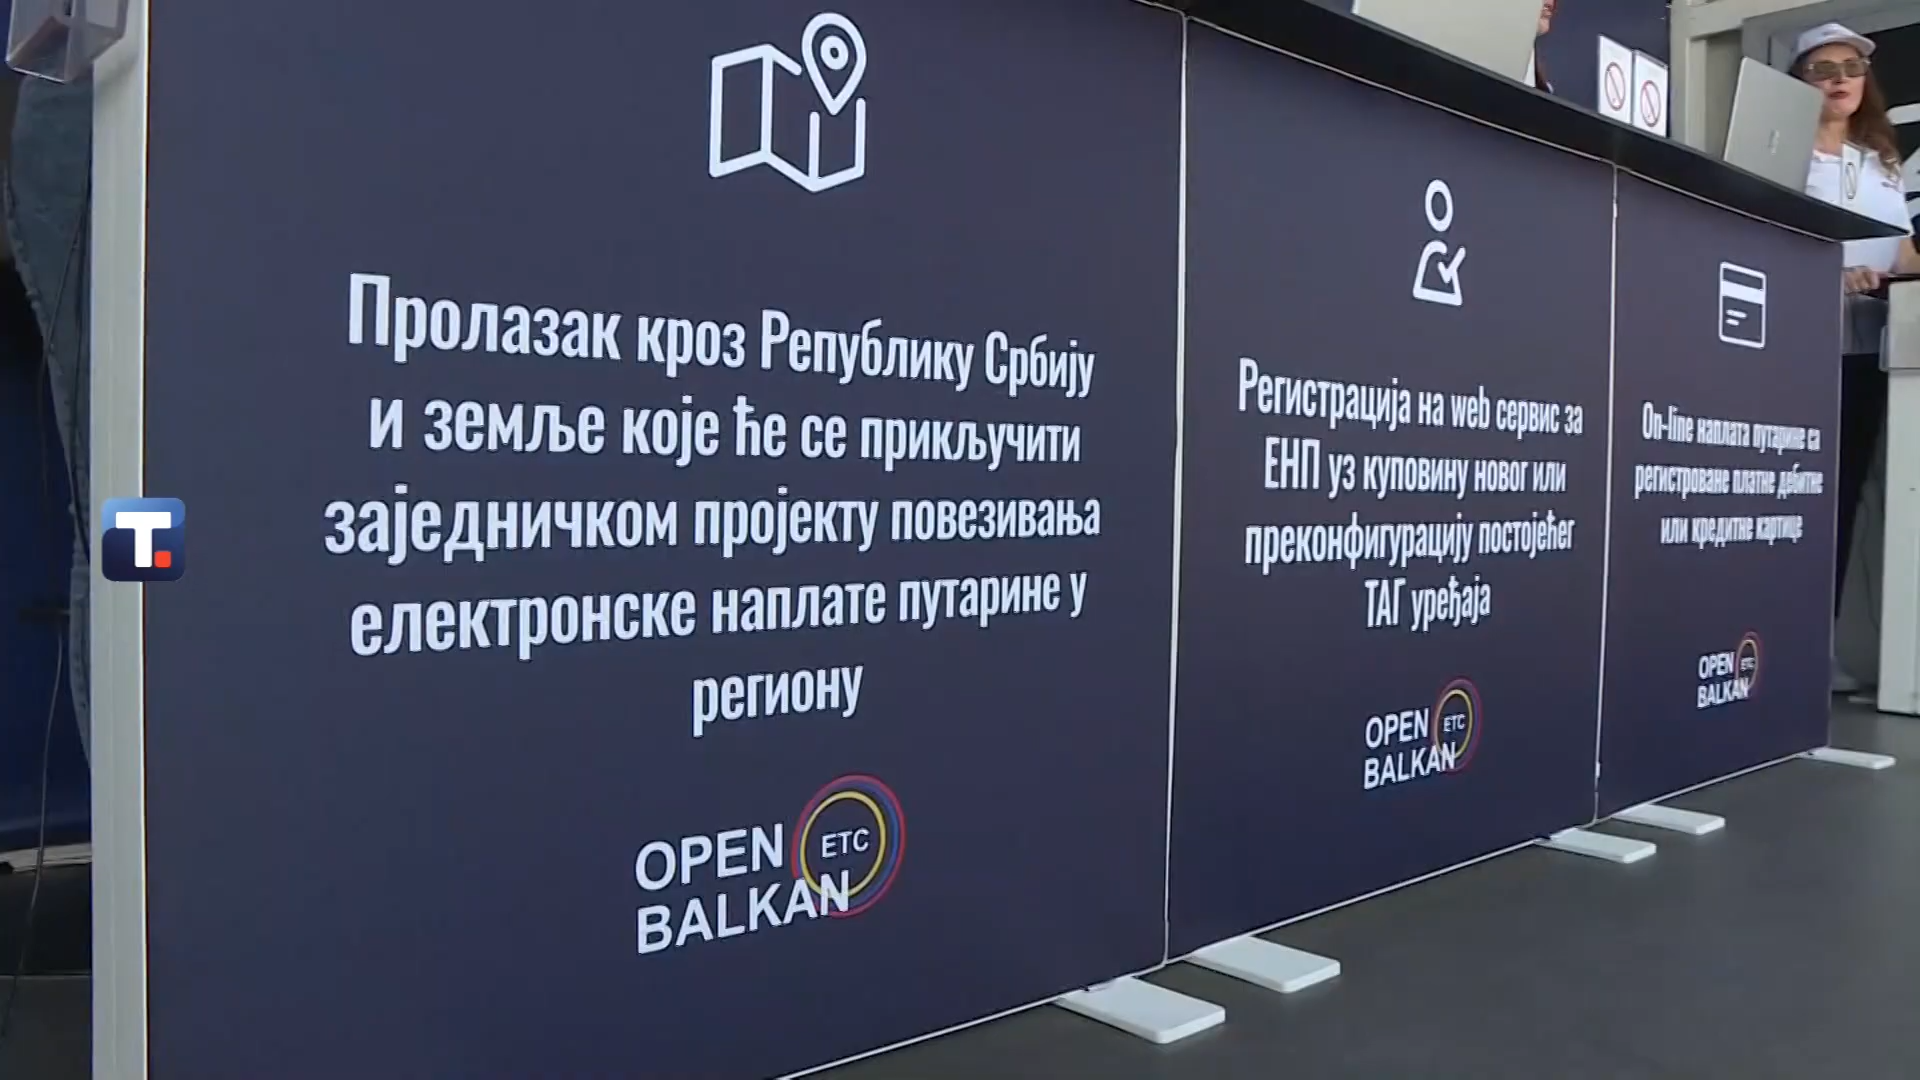 Пролазак кроз Републику Србију
и земље које ће се прикључити
заједничком пројекту повезивања
електронске наплате путарине у
региону
OPEN ETC
BALKAN
Регистрација на web сервис за
ЕНП уз куповину новог или
преконфигурацију постојећег
ТАГ уређаја
OPEN ETC
BALKAN
On-line наплата путарине са
регистроване платне дебитне
или кредитне картице
OPEN ETC
BALKAN
T.